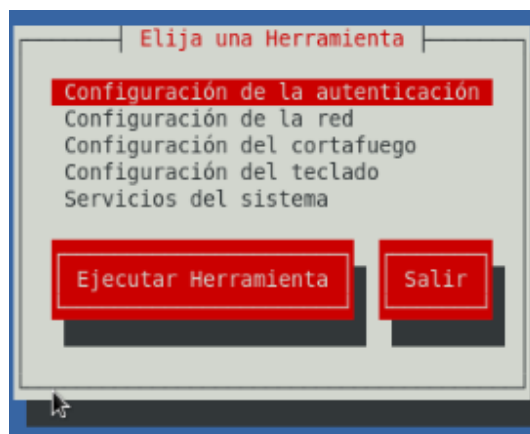 Elija una Herramienta
Configuración de la autenticación
Configuración de la red
Configuración del cortafuego
Configuración del teclado
Servicios del sistema
Ejecutar Herramienta Salir